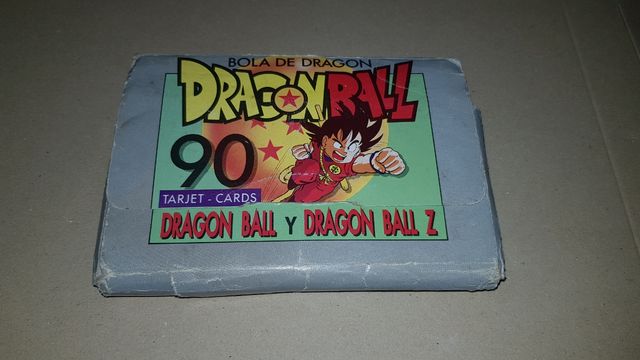 BOLA DE DRAGON
DRAGON BALL
90
TARJET - CARDS
DRAGON BALL Y DRAGON BALL Z